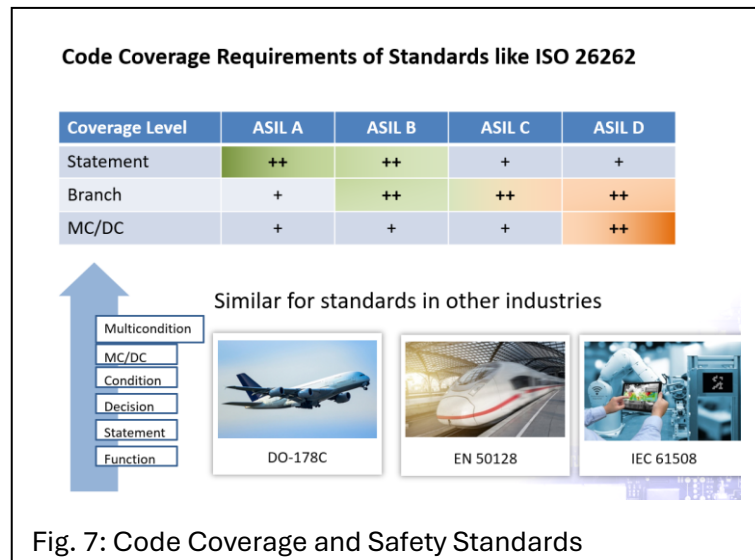 Code Coverage Requirements of Standards like ISO 26262
Coverage Level ASIL A ASIL B ASIL C ASIL D
Statement ++ ++ + +
Branch + ++ ++ ++
MC/DC + + + ++
Similar for standards in other industries
Multicondition
MC/DC
Condition
Decision
Statement
Function
DO-178C EN 50128 IEC 61508
Fig. 7: Code Coverage and Safety Standards